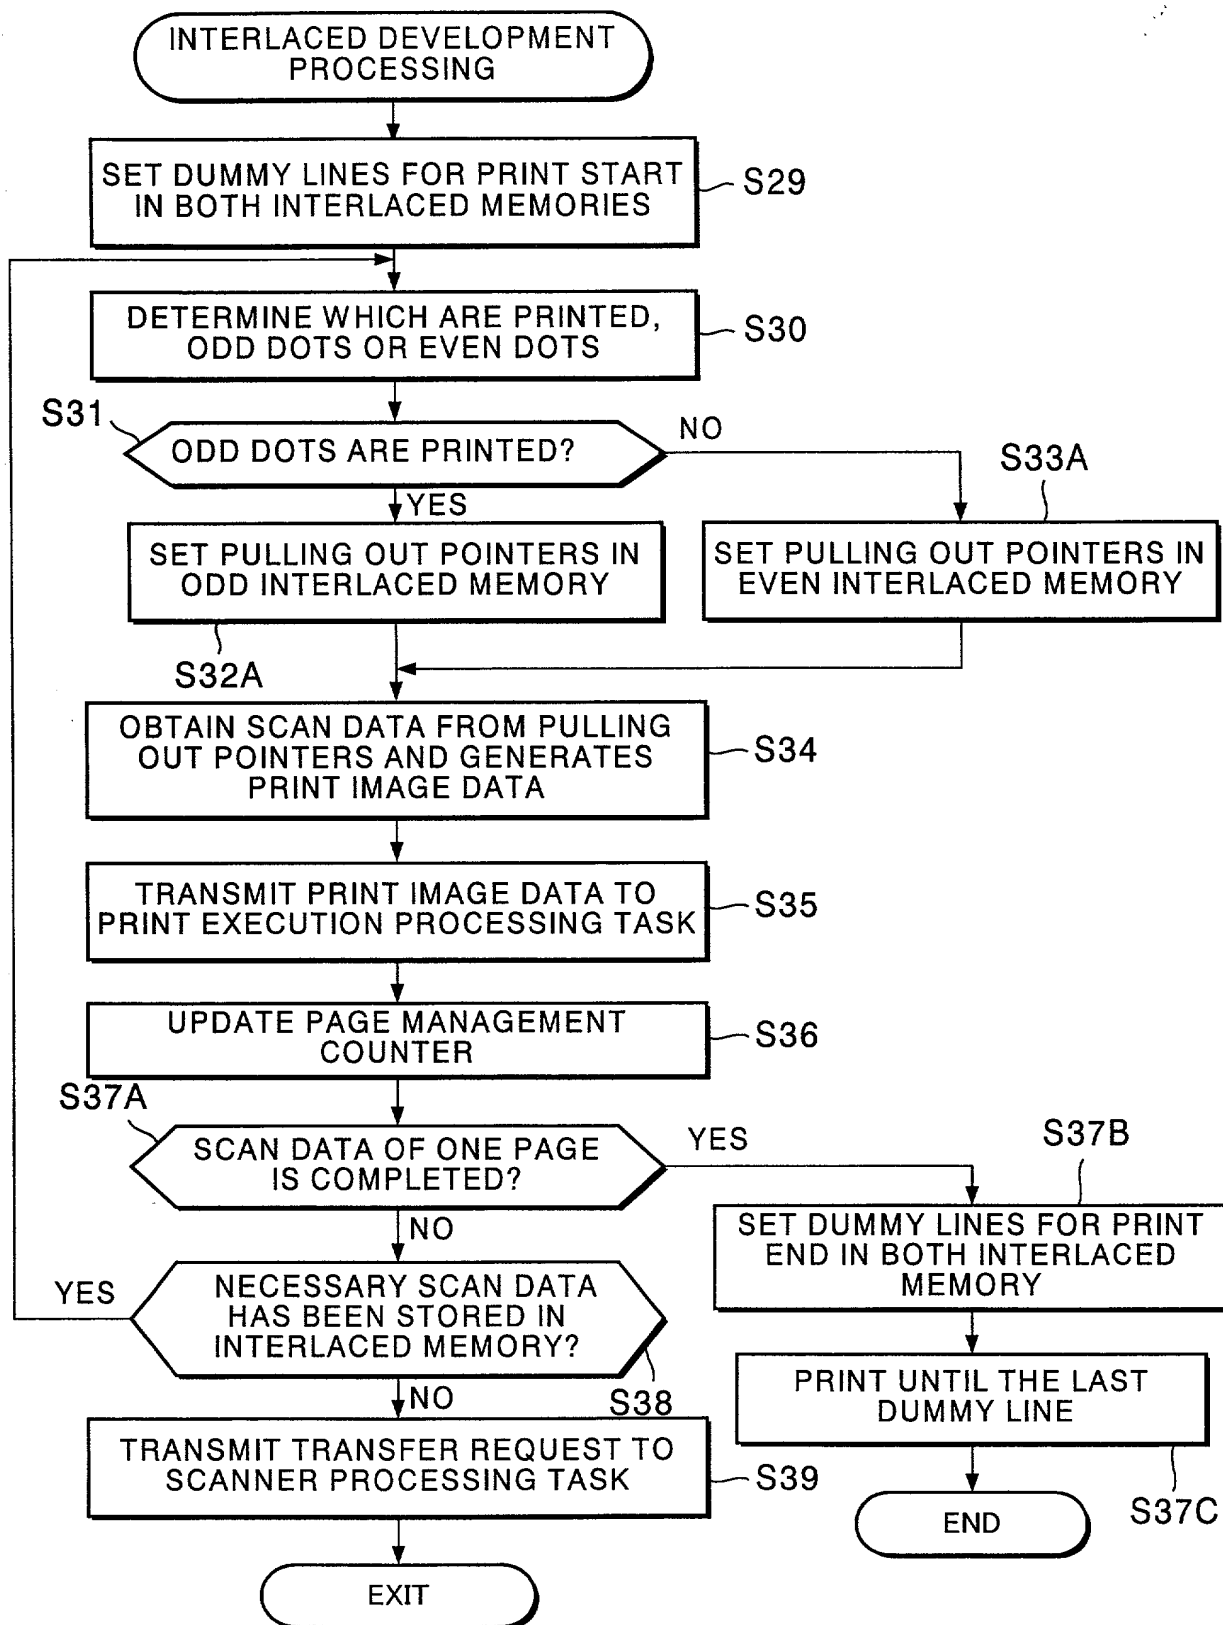 INTERLACED DEVELOPMENT
PROCESSING
SET DUMMY LINES FOR PRINT START
IN BOTH INTERLACED MEMORIES
S29
DETERMINE WHICH ARE PRINTED,
ODD DOTS OR EVEN DOTS
S30
S31
ODD DOTS ARE PRINTED?
NO
YES
S33A
SET PULLING OUT POINTERS IN
ODD INTERLACED MEMORY
S32A
SET PULLING OUT POINTERS IN
EVEN INTERLACED MEMORY
OBTAIN SCAN DATA FROM PULLING
OUT POINTERS AND GENERATES
PRINT IMAGE DATA
S34
TRANSMIT PRINT IMAGE DATA TO
PRINT EXECUTION PROCESSING TASK
S35
UPDATE PAGE MANAGEMENT
COUNTER
S36
S37A
SCAN DATA OF ONE PAGE
IS COMPLETED?
YES
NO
S37B
SET DUMMY LINES FOR PRINT
END IN BOTH INTERLACED
MEMORY
YES
NECESSARY SCAN DATA
HAS BEEN STORED IN
INTERLACED MEMORY?
S38
NO
PRINT UNTIL THE LAST
DUMMY LINE
S37C
TRANSMIT TRANSFER REQUEST TO
SCANNER PROCESSING TASK
S39
END
EXIT